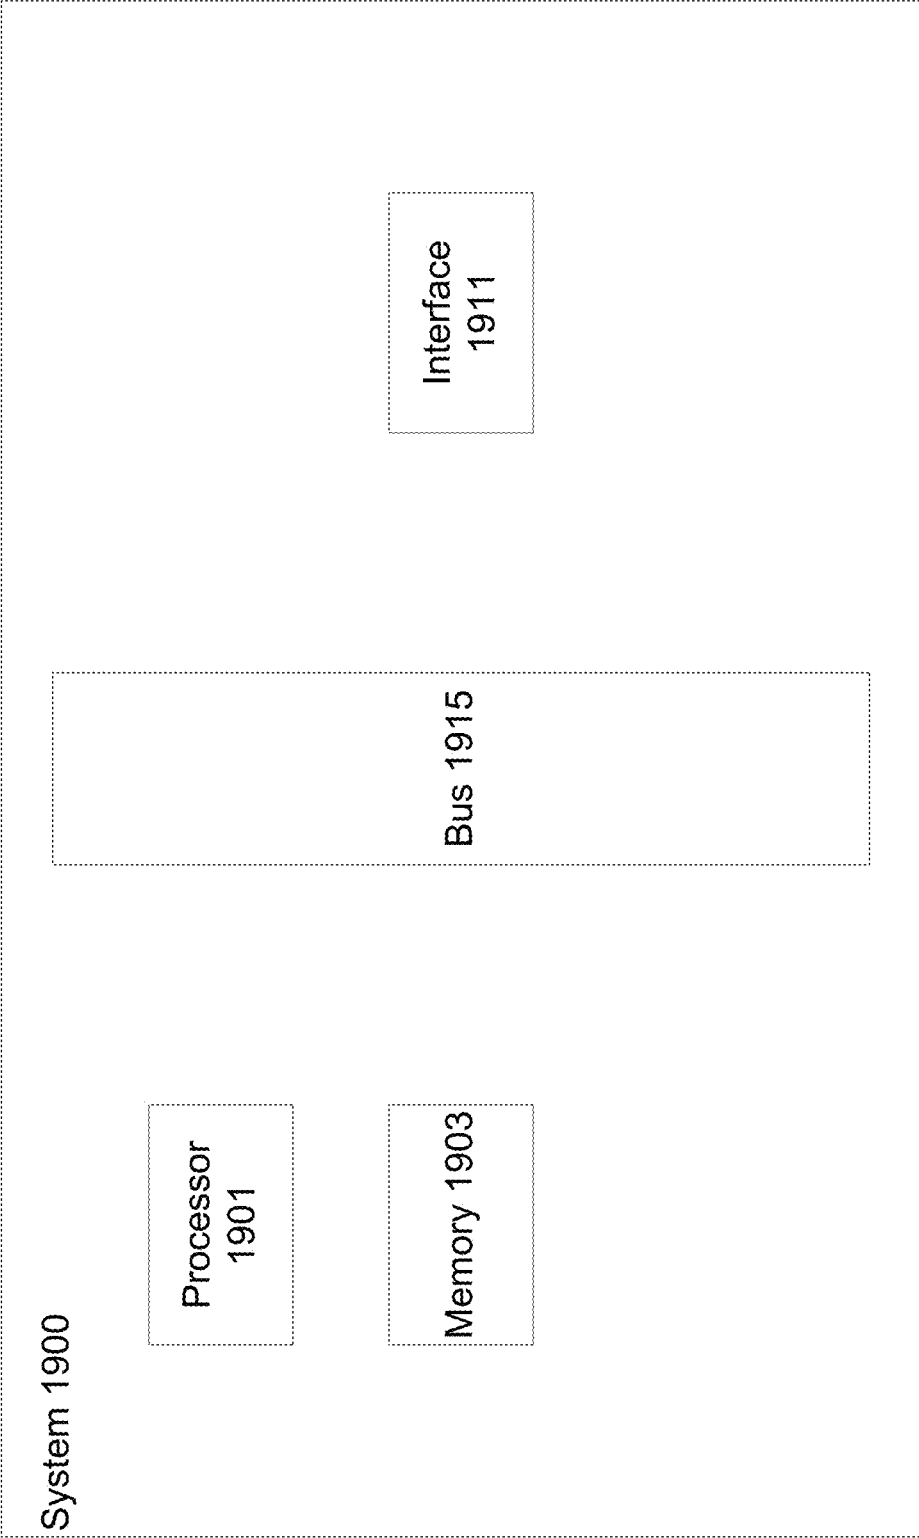 System 1900
Processor
1901
Memory 1903
Bus 1915
Interface
1911